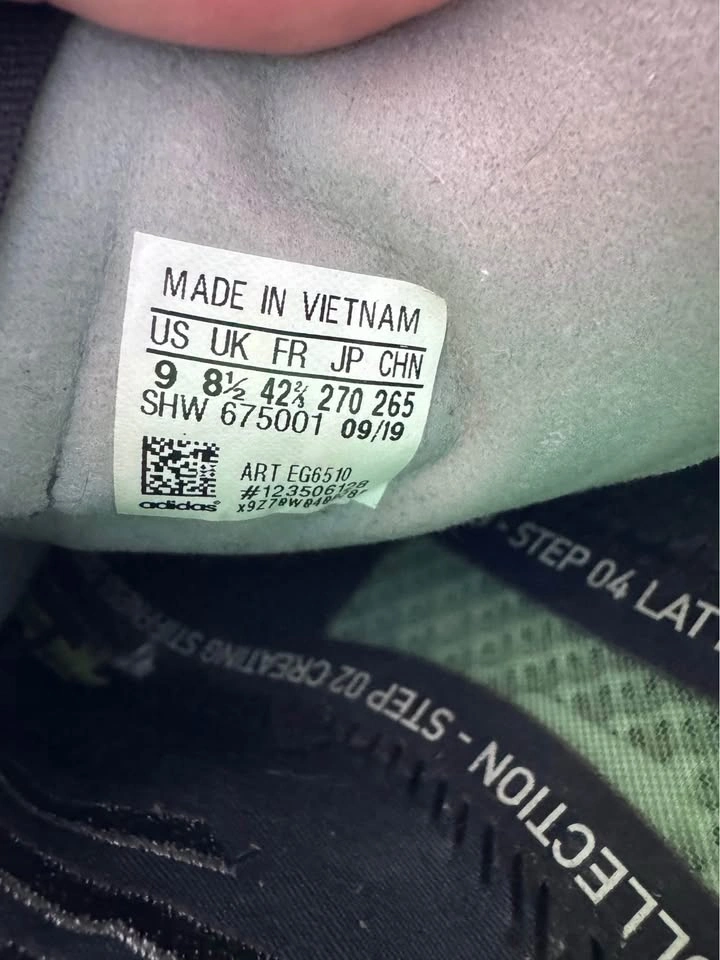 MADE IN VIETNAM
US UK FR JP CHN
9 8½ 42⅔ 270 265
SHW 675001 09/19
ART EG6510
#123506128
adidas
STEP 04
COLLECTION - STEP 02 CREATING